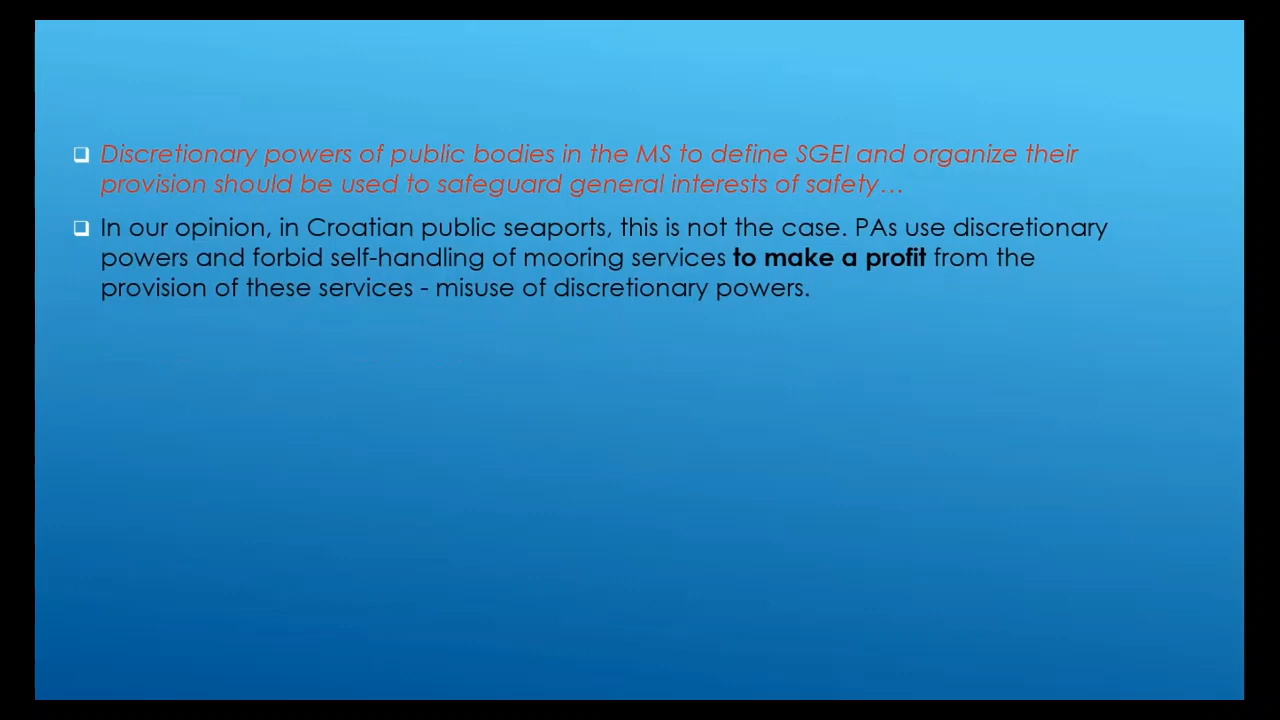 Discretionary powers of public bodies in the MS to define SGEI and organize their
provision should be used to safeguard general interests of safety…
In our opinion, in Croatian public seaports, this is not the case. PAs use discretionary
powers and forbid self-handling of mooring services to make a profit from the
provision of these services - misuse of discretionary powers.